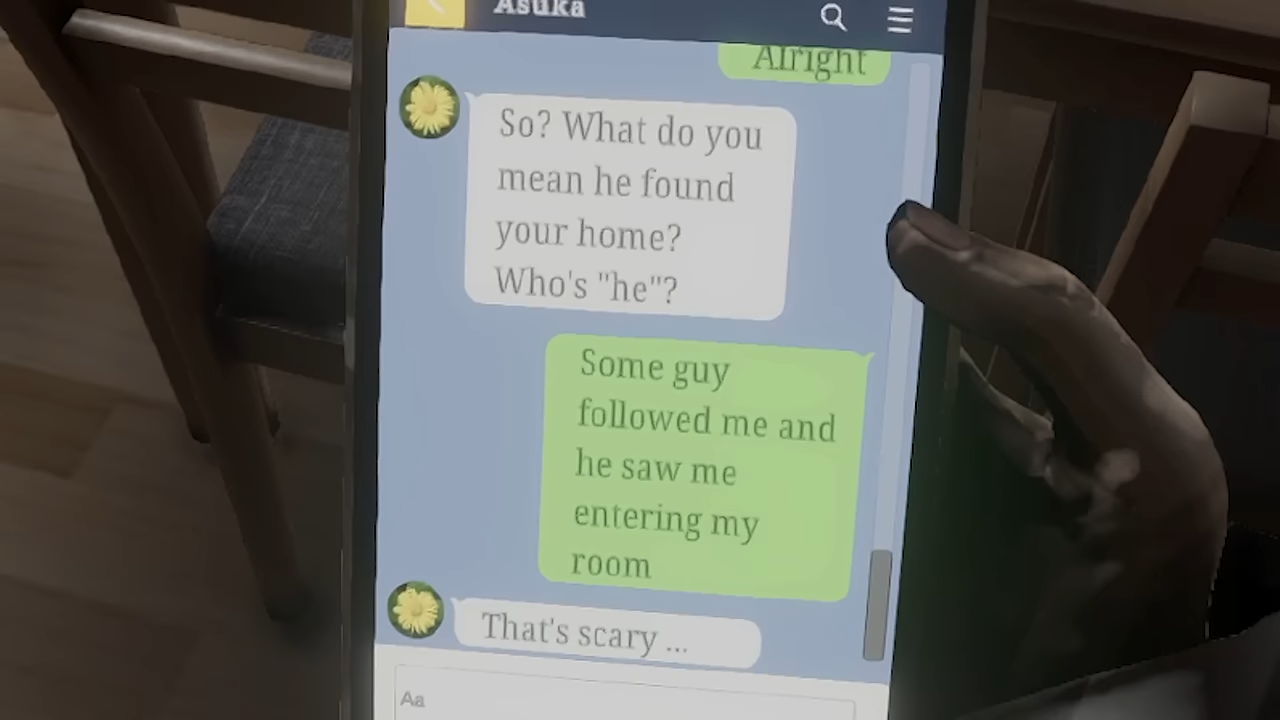 Asuka
Alright
So? What do you
mean he found
your home?
Who's "he"?
Some guy
followed me and
he saw me
entering my
room
That's scary ...
Aa